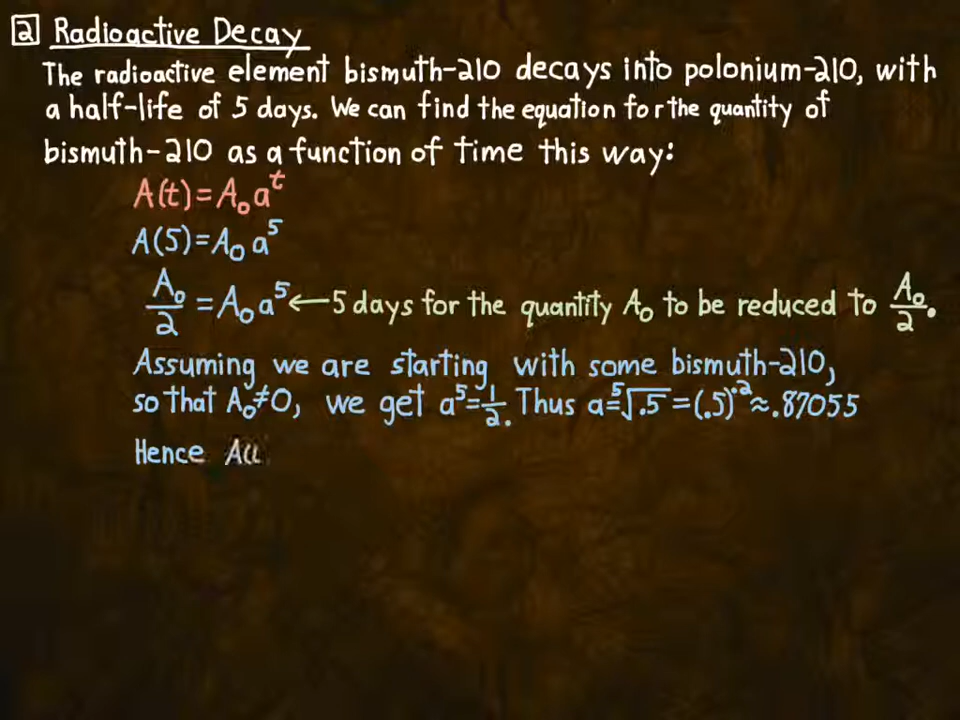 2 Radioactive Decay
The radioactive element bismuth-210 decays into polonium-210, with
a half-life of 5 days. We can find the equation for the quantity of
bismuth-210 as a function of time this way:
A(t)=A₀aᵗ
A(5)=A₀a⁵
A₀/2 = A₀a⁵ ← 5 days for the quantity A₀ to be reduced to A₀/2.
Assuming we are starting with some bismuth-210,
so that A₀≠0, we get a⁵=1/2. Thus a=⁵√.5=(.5)^.2≈.87055
Hence